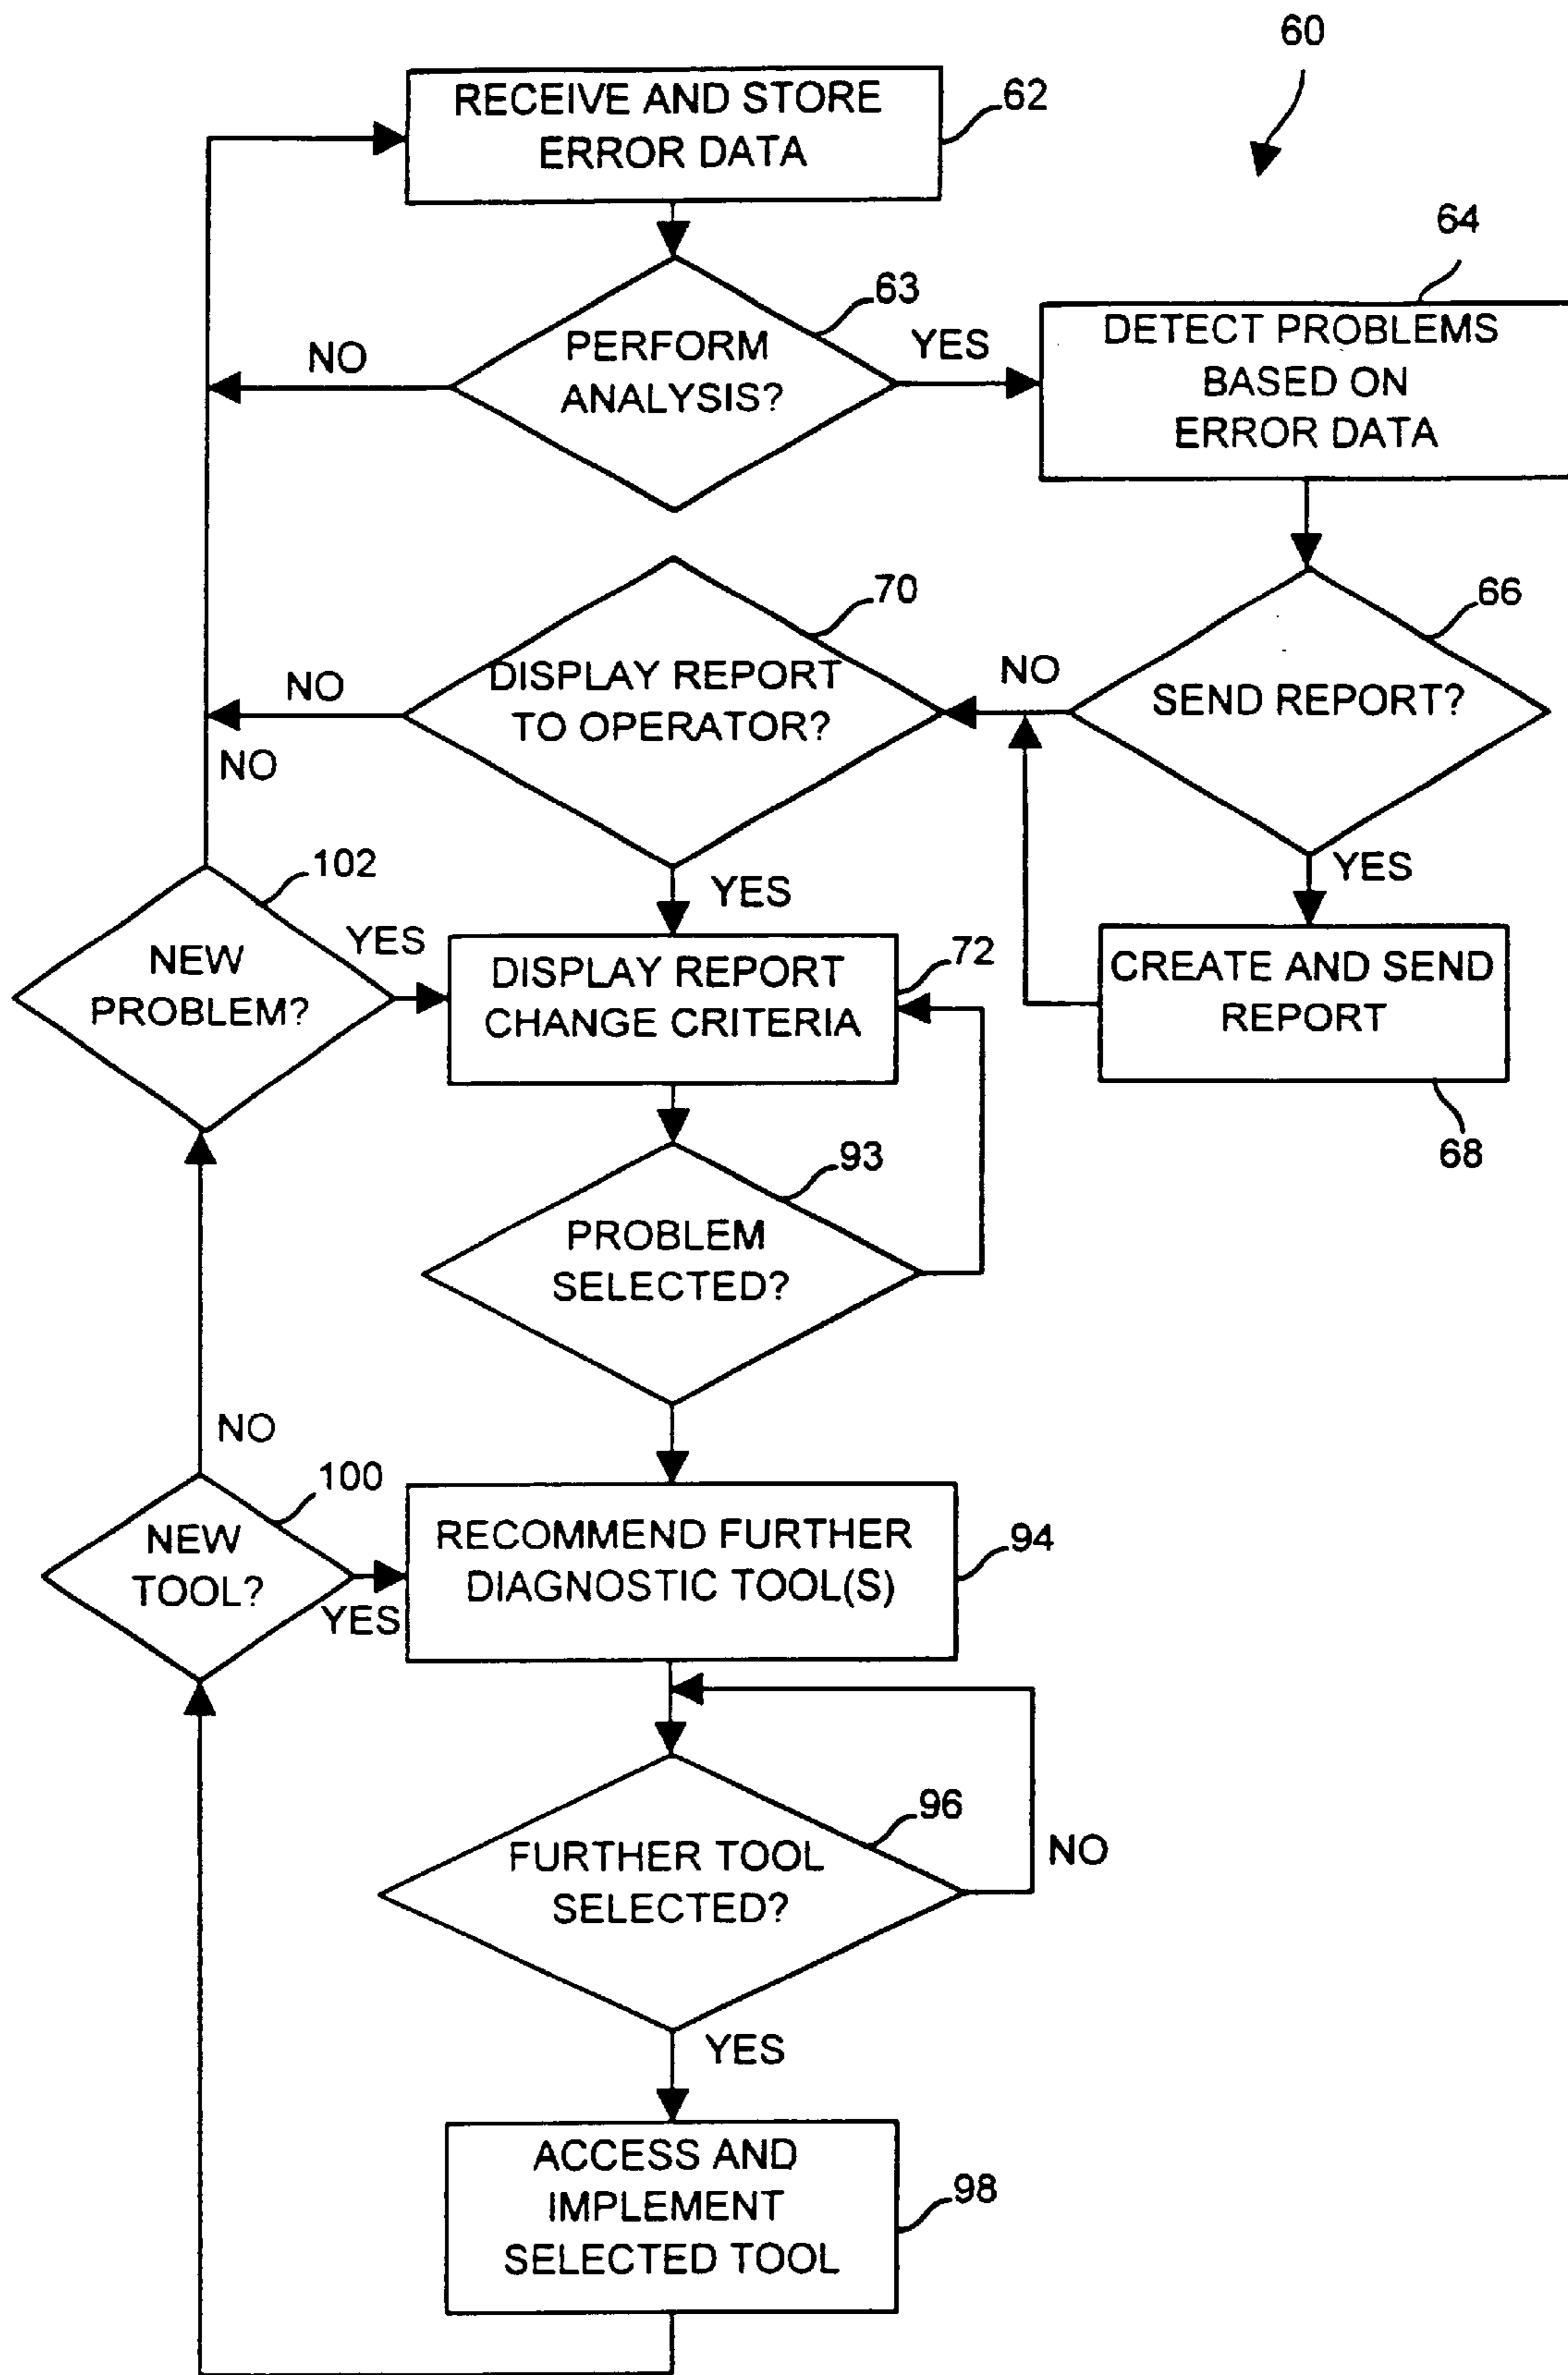 60
RECEIVE AND STORE
ERROR DATA
62
63
PERFORM
ANALYSIS?
NO
YES
64
DETECT PROBLEMS
BASED ON
ERROR DATA
66
SEND REPORT?
NO
YES
CREATE AND SEND
REPORT
68
70
DISPLAY REPORT
TO OPERATOR?
NO
YES
NO
102
NEW
PROBLEM?
YES
DISPLAY REPORT
CHANGE CRITERIA
72
93
PROBLEM
SELECTED?
NO
100
NEW
TOOL?
YES
RECOMMEND FURTHER
DIAGNOSTIC TOOL(S)
94
96
FURTHER TOOL
SELECTED?
NO
YES
ACCESS AND
IMPLEMENT
SELECTED TOOL
98